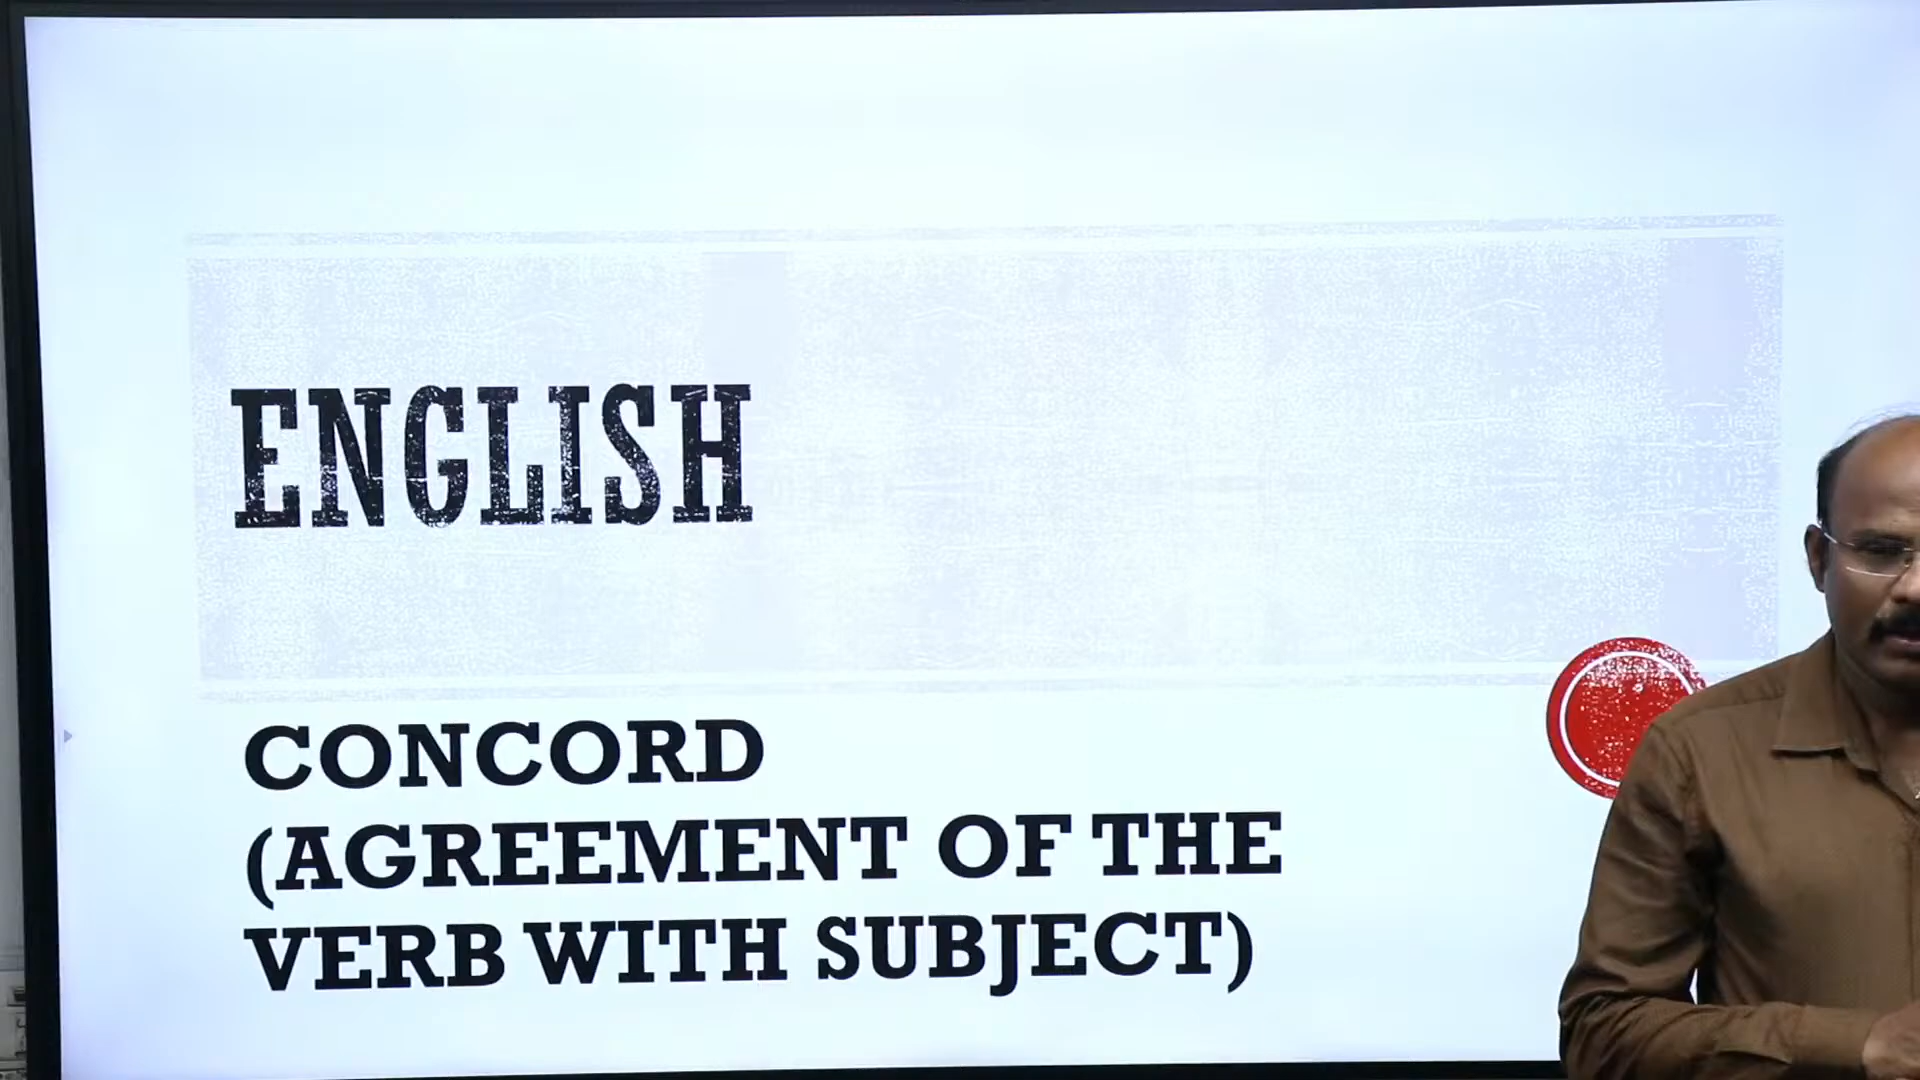 ENGLISH
CONCORD
(AGREEMENT OF THE
VERB WITH SUBJECT)